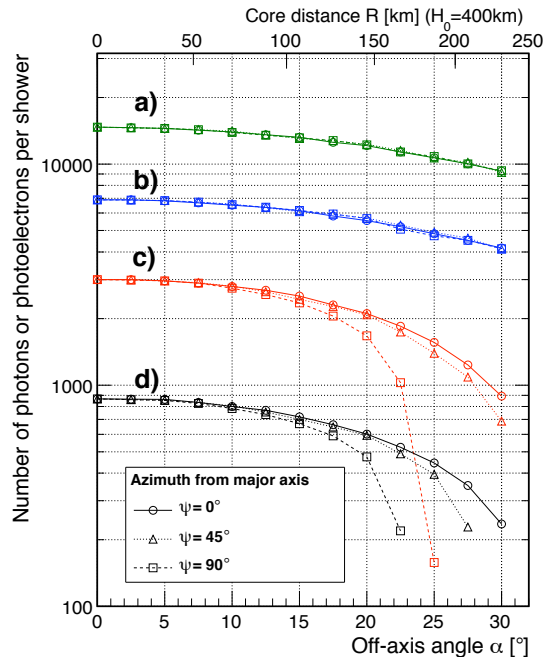 Core distance R [km] (H_0=400km)
0 50 100 150 200 250
Number of photons or photoelectrons per shower
10000
1000
100
a)
b)
c)
d)
Azimuth from major axis
ψ= 0°
ψ= 45°
ψ= 90°
0 5 10 15 20 25 30
Off-axis angle α [°]